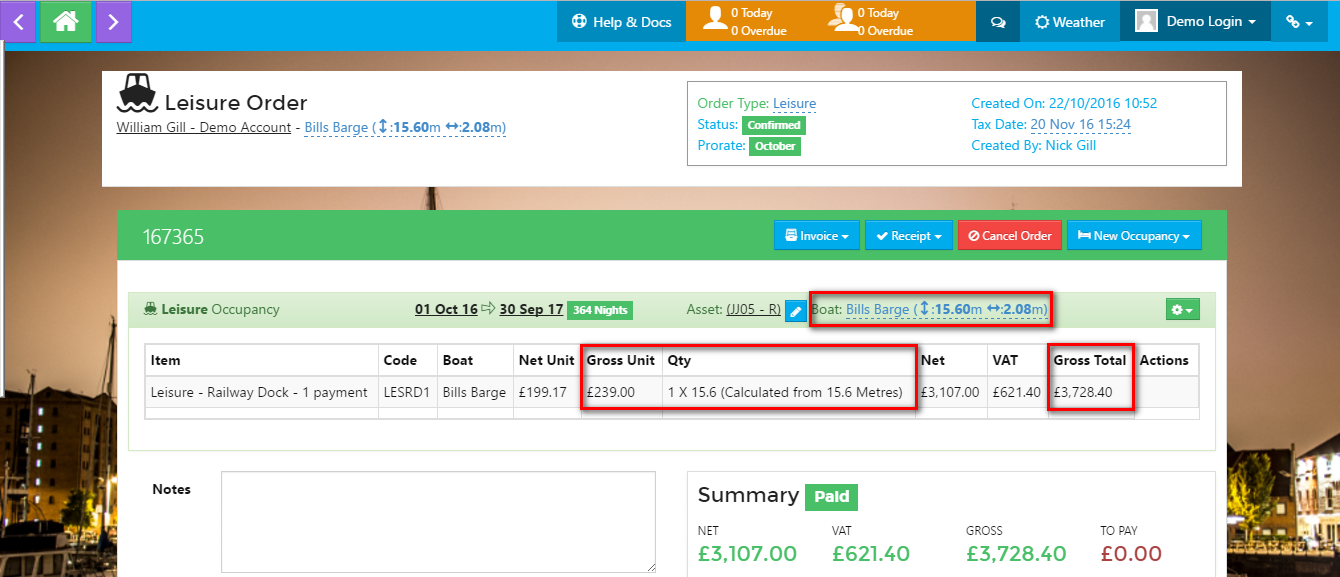 Help & Docs
0 Today
0 Overdue
0 Today
0 Overdue
Weather
Demo Login
Leisure Order
William Gill - Demo Account - Bills Barge (↕:15.60m ↔:2.08m)
Order Type: Leisure
Status: Confirmed
Prorate: October
Created On: 22/10/2016 10:52
Tax Date: 20 Nov 16 15:24
Created By: Nick Gill
167365
Invoice
Receipt
Cancel Order
New Occupancy
Leisure Occupancy 01 Oct 16 ⇨ 30 Sep 17 364 Nights Asset: (JJ05 - R) Boat: Bills Barge (↕:15.60m ↔:2.08m)
Item Code Boat Net Unit Gross Unit Qty Net VAT Gross Total Actions
Leisure - Railway Dock - 1 payment LESRD1 Bills Barge £199.17 £239.00 1 X 15.6 (Calculated from 15.6 Metres) £3,107.00 £621.40 £3,728.40
Notes
Summary Paid
NET VAT GROSS TO PAY
£3,107.00 £621.40 £3,728.40 £0.00